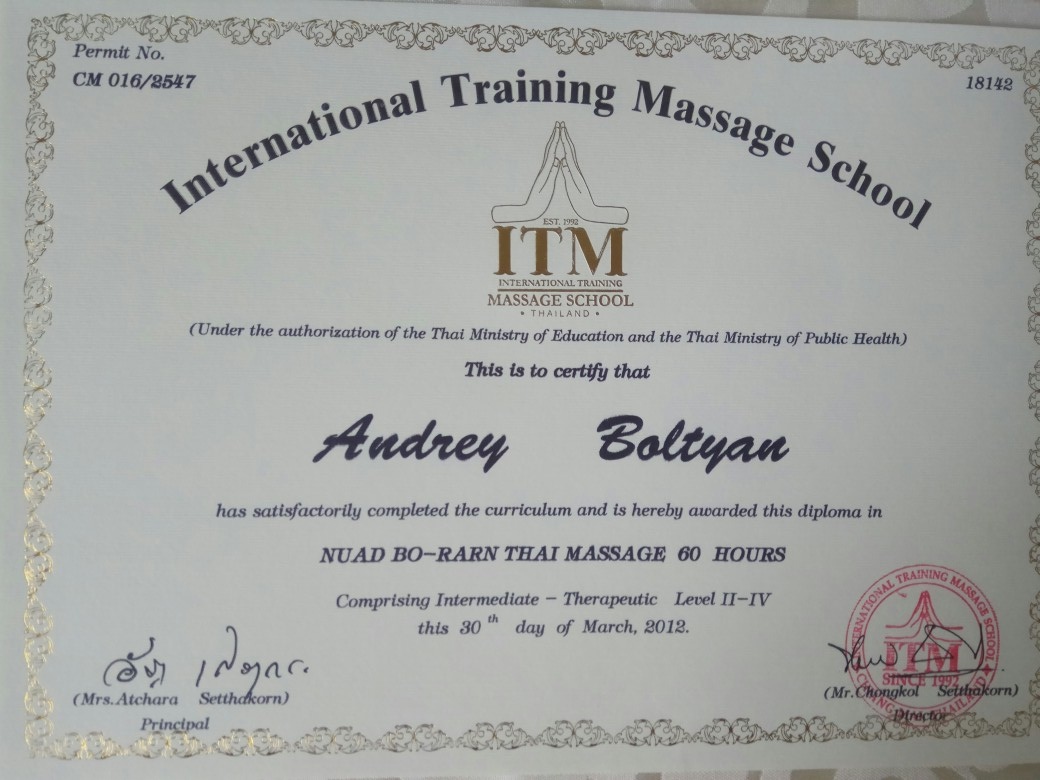 Permit No.
CM 016/2547
18142
International Training Massage School
EST. 1992
ITM
INTERNATIONAL TRAINING
MASSAGE SCHOOL
• THAILAND •
(Under the authorization of the Thai Ministry of Education and the Thai Ministry of Public Health)
This is to certify that
Andrey Boltyan
has satisfactorily completed the curriculum and is hereby awarded this diploma in
NUAD BO-RARN THAI MASSAGE 60 HOURS
Comprising Intermediate - Therapeutic Level II-IV
this 30 th day of March, 2012.
(Mrs.Atchara Setthakorn)
Principal
INTERNATIONAL TRAINING MASSAGE SCHOOL
ITM
SINCE 1992
(Mr.Chongkol Setthakorn)
Director